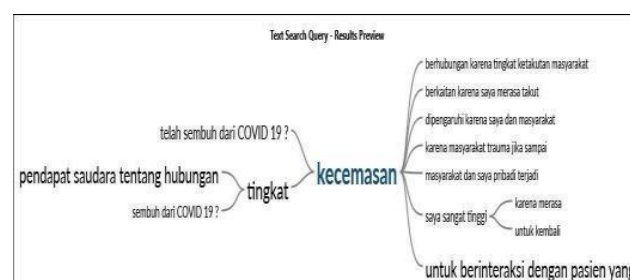 Text Search Query - Results Preview
telah sembuh dari COVID 19 ?
pendapat saudara tentang hubungan
sembuh dari COVID 19 ?
tingkat
kecemasan
berhubungan karena tingkat ketakutan masyarakat
berkaitan karena saya merasa takut
dipengaruhi karena saya dan masyarakat
karena masyarakat trauma jika sampai
masyarakat dan saya pribadi terjadi
saya sangat tinggi
karena merasa
untuk kembali
untuk berinteraksi dengan pasien yang